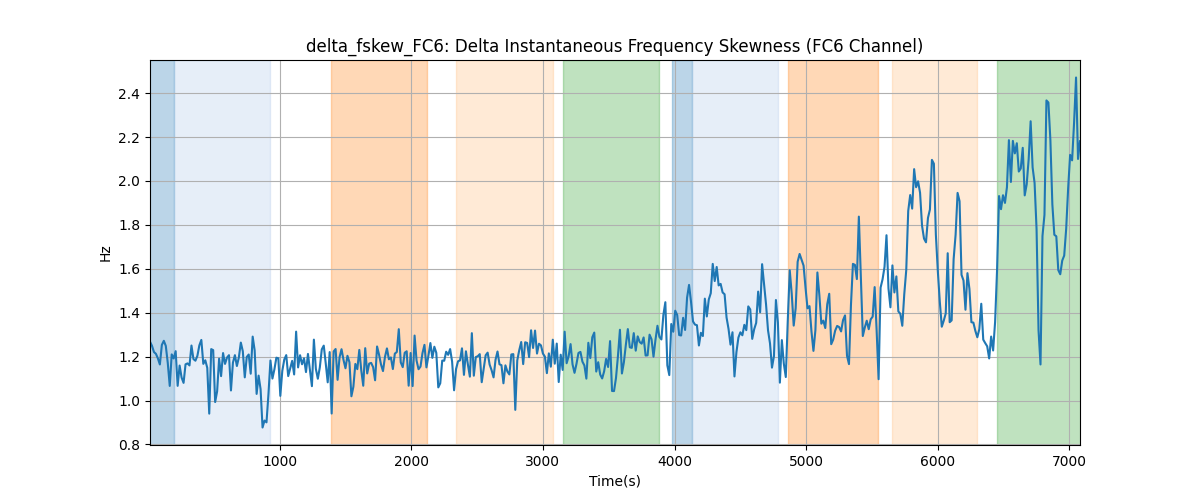 delta_fskew_FC6: Delta Instantaneous Frequency Skewness (FC6 Channel)
Hz
2.4
2.2
2.0
1.8
1.6
1.4
1.2
1.0
0.8
1000 2000 3000 4000 5000 6000 7000
Time(s)